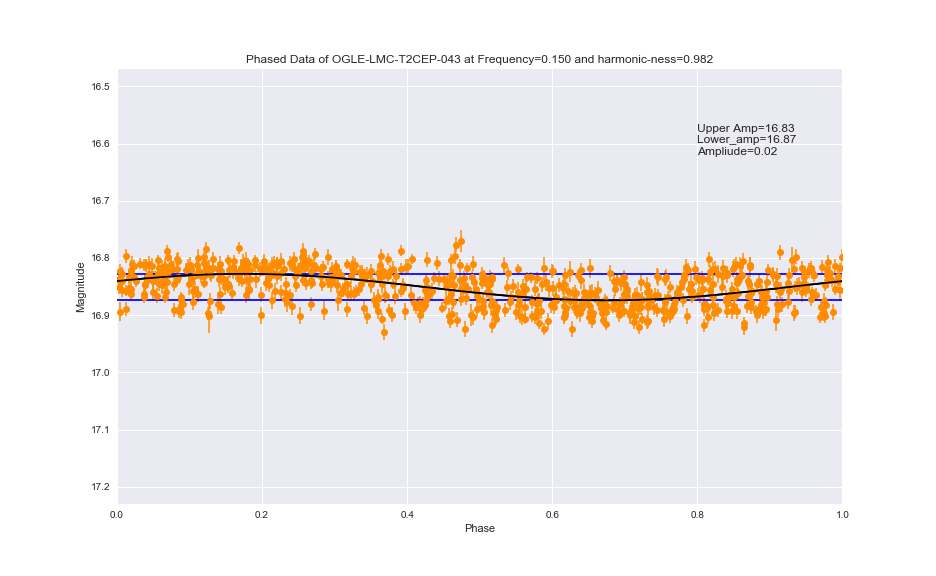 Phased Data of OGLE-LMC-T2CEP-043 at Frequency=0.150 and harmonic-ness=0.982
16.5
16.6
16.7
16.8
16.9
17.0
17.1
17.2
Magnitude
Upper Amp=16.83
Lower_amp=16.87
Ampliude=0.02
0.0 0.2 0.4 0.6 0.8 1.0
Phase